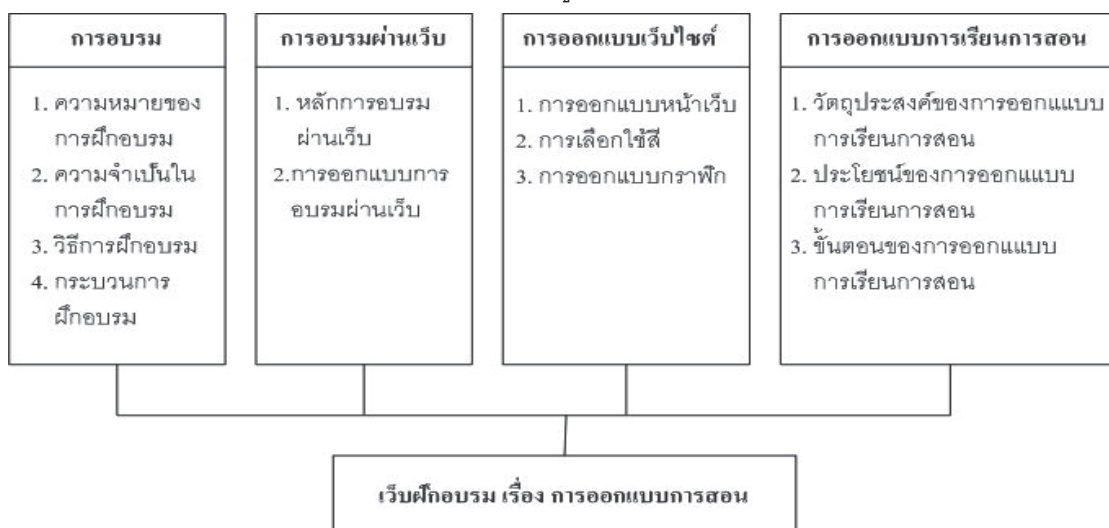 การอบรม
1. ความหมายของ
การฝึกอบรม
2. ความจำเป็นใน
การฝึกอบรม
3. วิธีการฝึกอบรม
4. กระบวนการ
ฝึกอบรม
การอบรมผ่านเว็บ
1. หลักการอบรม
ผ่านเว็บ
2.การออกแบบการ
อบรมผ่านเว็บ
การออกแบบเว็บไซต์
1. การออกแบบหน้าเว็บ
2. การเลือกใช้สี
3. การออกแบบกราฟิก
การออกแบบการเรียนการสอน
1. วัตถุประสงค์ของการออกแแบบ
การเรียนการสอน
2. ประโยชน์ของการออกแแบบ
การเรียนการสอน
3. ขั้นตอนของการออกแแบบ
การเรียนการสอน
เว็บฝึกอบรม เรื่อง การออกแบบการสอน